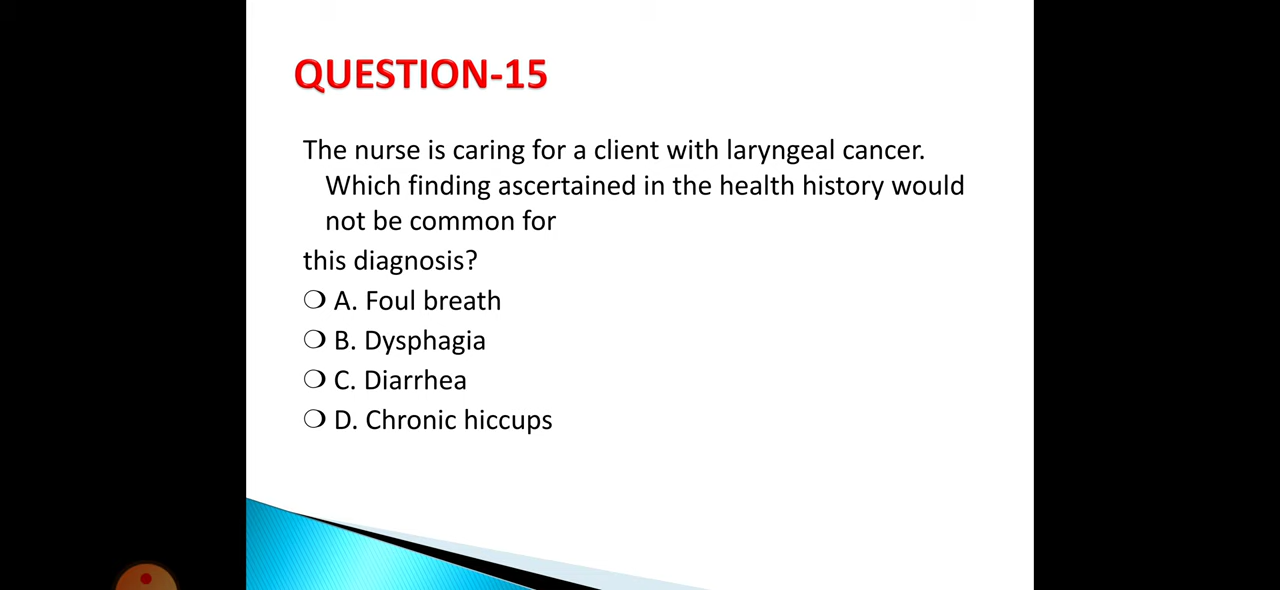 QUESTION-15
The nurse is caring for a client with laryngeal cancer.
Which finding ascertained in the health history would
not be common for
this diagnosis?
❍ A. Foul breath
❍ B. Dysphagia
❍ C. Diarrhea
❍ D. Chronic hiccups